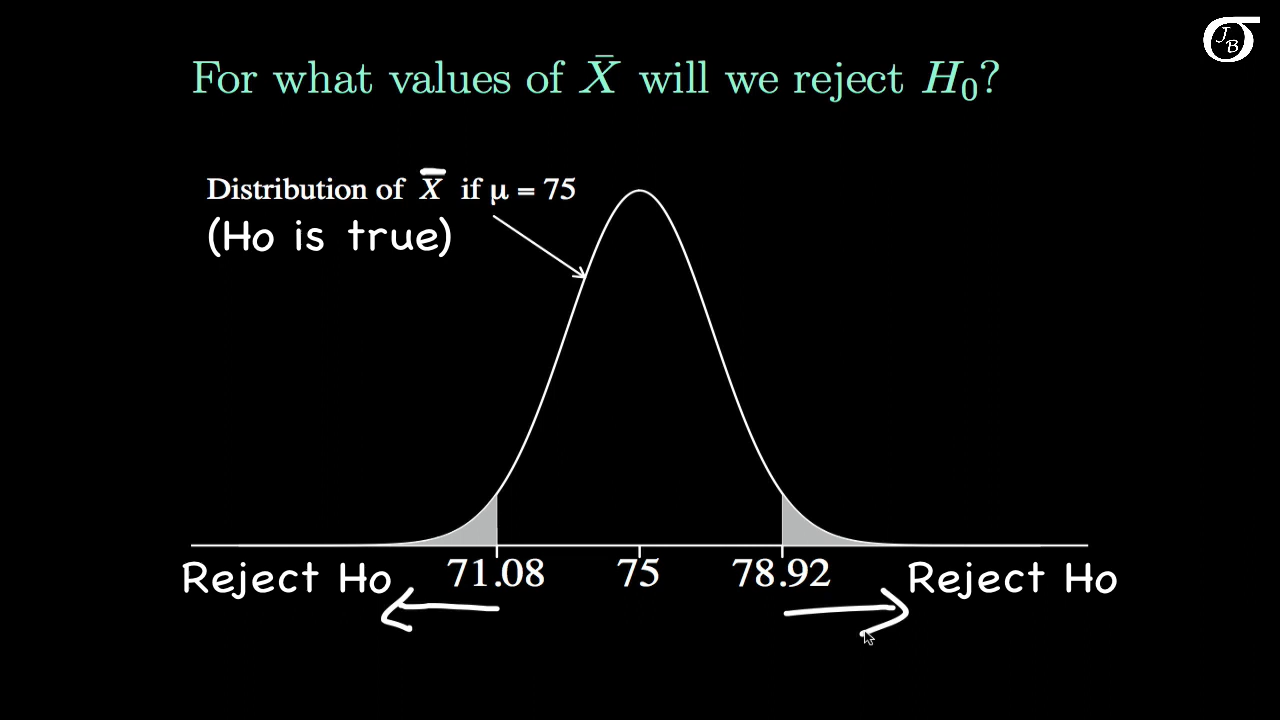 JB
For what values of X̄ will we reject H₀?
Distribution of X̄ if μ = 75
(Ho is true)
71.08 75 78.92
Reject Ho Reject Ho